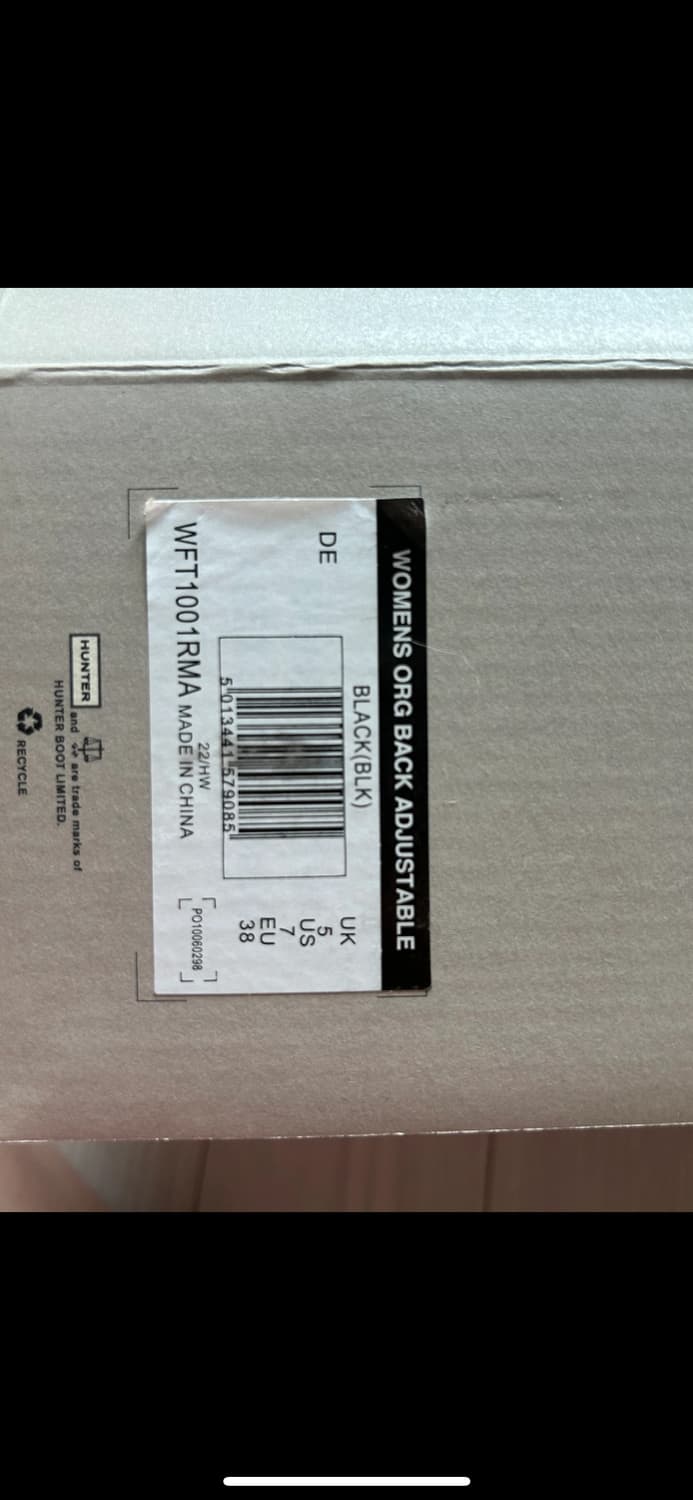 WOMENS ORG BACK ADJUSTABLE
BLACK(BLK)
DE
UK
5
US
7
EU
38
5 013441 579085
22/HW
WFT1001RMA MADE IN CHINA
PO10060298
HUNTER and are trade marks of
HUNTER BOOT LIMITED.
RECYCLE